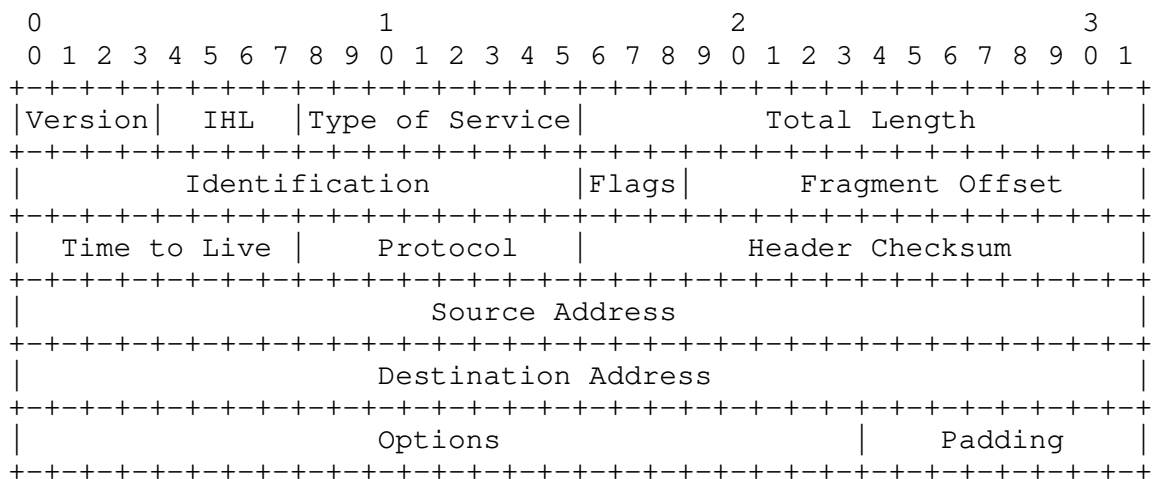 0                   1                   2                   3
0 1 2 3 4 5 6 7 8 9 0 1 2 3 4 5 6 7 8 9 0 1 2 3 4 5 6 7 8 9 0 1
+-+-+-+-+-+-+-+-+-+-+-+-+-+-+-+-+-+-+-+-+-+-+-+-+-+-+-+-+-+-+-+-+
|Version|  IHL  |Type of Service|          Total Length         |
+-+-+-+-+-+-+-+-+-+-+-+-+-+-+-+-+-+-+-+-+-+-+-+-+-+-+-+-+-+-+-+-+
|         Identification        |Flags|      Fragment Offset    |
+-+-+-+-+-+-+-+-+-+-+-+-+-+-+-+-+-+-+-+-+-+-+-+-+-+-+-+-+-+-+-+-+
|  Time to Live |    Protocol   |         Header Checksum       |
+-+-+-+-+-+-+-+-+-+-+-+-+-+-+-+-+-+-+-+-+-+-+-+-+-+-+-+-+-+-+-+-+
|                       Source Address                          |
+-+-+-+-+-+-+-+-+-+-+-+-+-+-+-+-+-+-+-+-+-+-+-+-+-+-+-+-+-+-+-+-+
|                    Destination Address                        |
+-+-+-+-+-+-+-+-+-+-+-+-+-+-+-+-+-+-+-+-+-+-+-+-+-+-+-+-+-+-+-+-+
|                    Options                    |    Padding    |
+-+-+-+-+-+-+-+-+-+-+-+-+-+-+-+-+-+-+-+-+-+-+-+-+-+-+-+-+-+-+-+-+